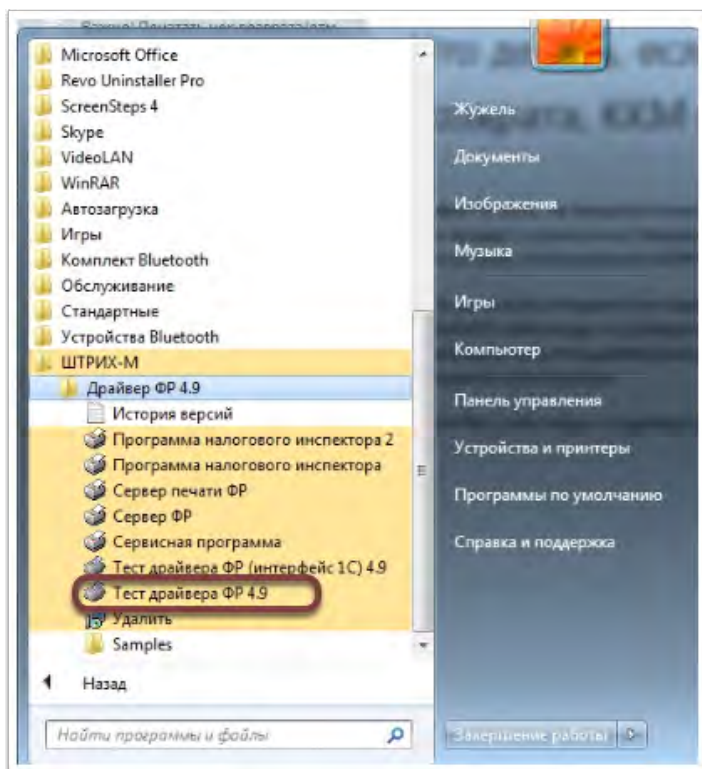 Microsoft Office
Revo Uninstaller Pro
ScreenSteps 4
Skype
VideoLAN
WinRAR
Автозагрузка
Игры
Комплект Bluetooth
Обслуживание
Стандартные
Устройства Bluetooth
ШТРИХ-М
Драйвер ФР 4.9
История версий
Программа налогового инспектора 2
Программа налогового инспектора
Сервер печати ФР
Сервер ФР
Сервисная программа
Тест драйвера ФР (интерфейс 1С) 4.9
Тест драйвера ФР 4.9
Удалить
Samples
Назад
Найти программы и файлы
Жужель
Документы
Изображения
Музыка
Игры
Компьютер
Панель управления
Устройства и принтеры
Программы по умолчанию
Справка и поддержка
Завершение работы